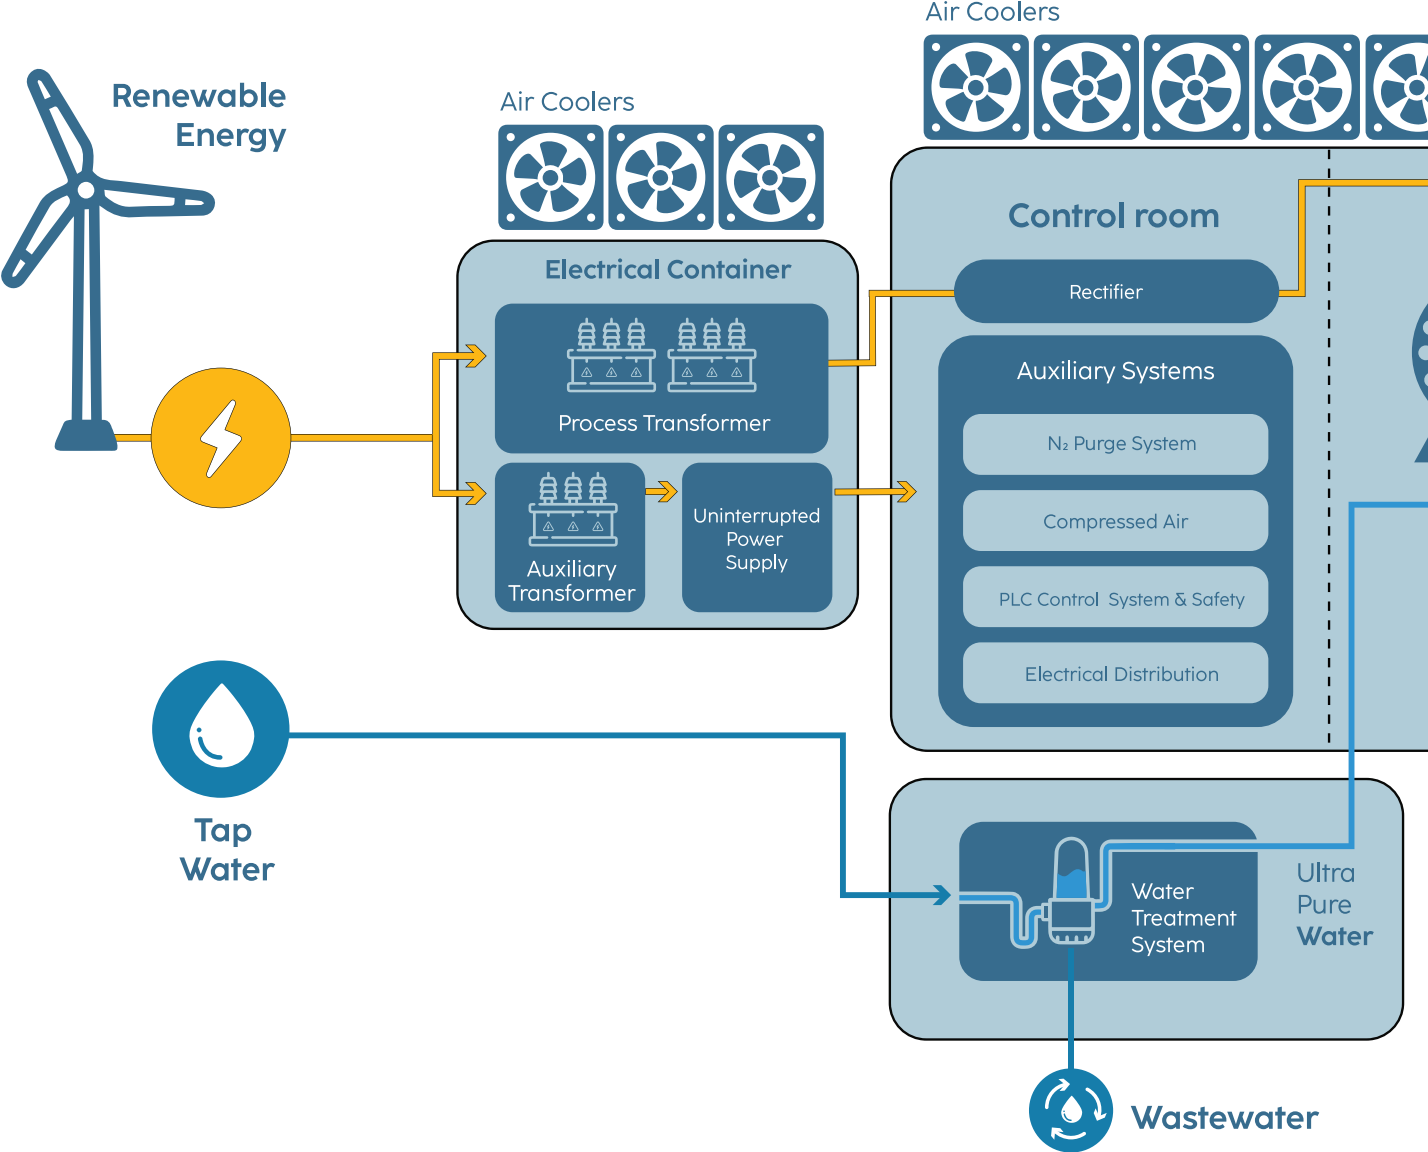 Air Coolers
Renewable
Energy
Air Coolers
Control room
Electrical Container
Rectifier
Process Transformer
Auxiliary Systems
N₂ Purge System
Compressed Air
PLC Control System & Safety
Electrical Distribution
Auxiliary
Transformer
Uninterrupted
Power
Supply
Tap
Water
Water
Treatment
System
Ultra
Pure
Water
Wastewater